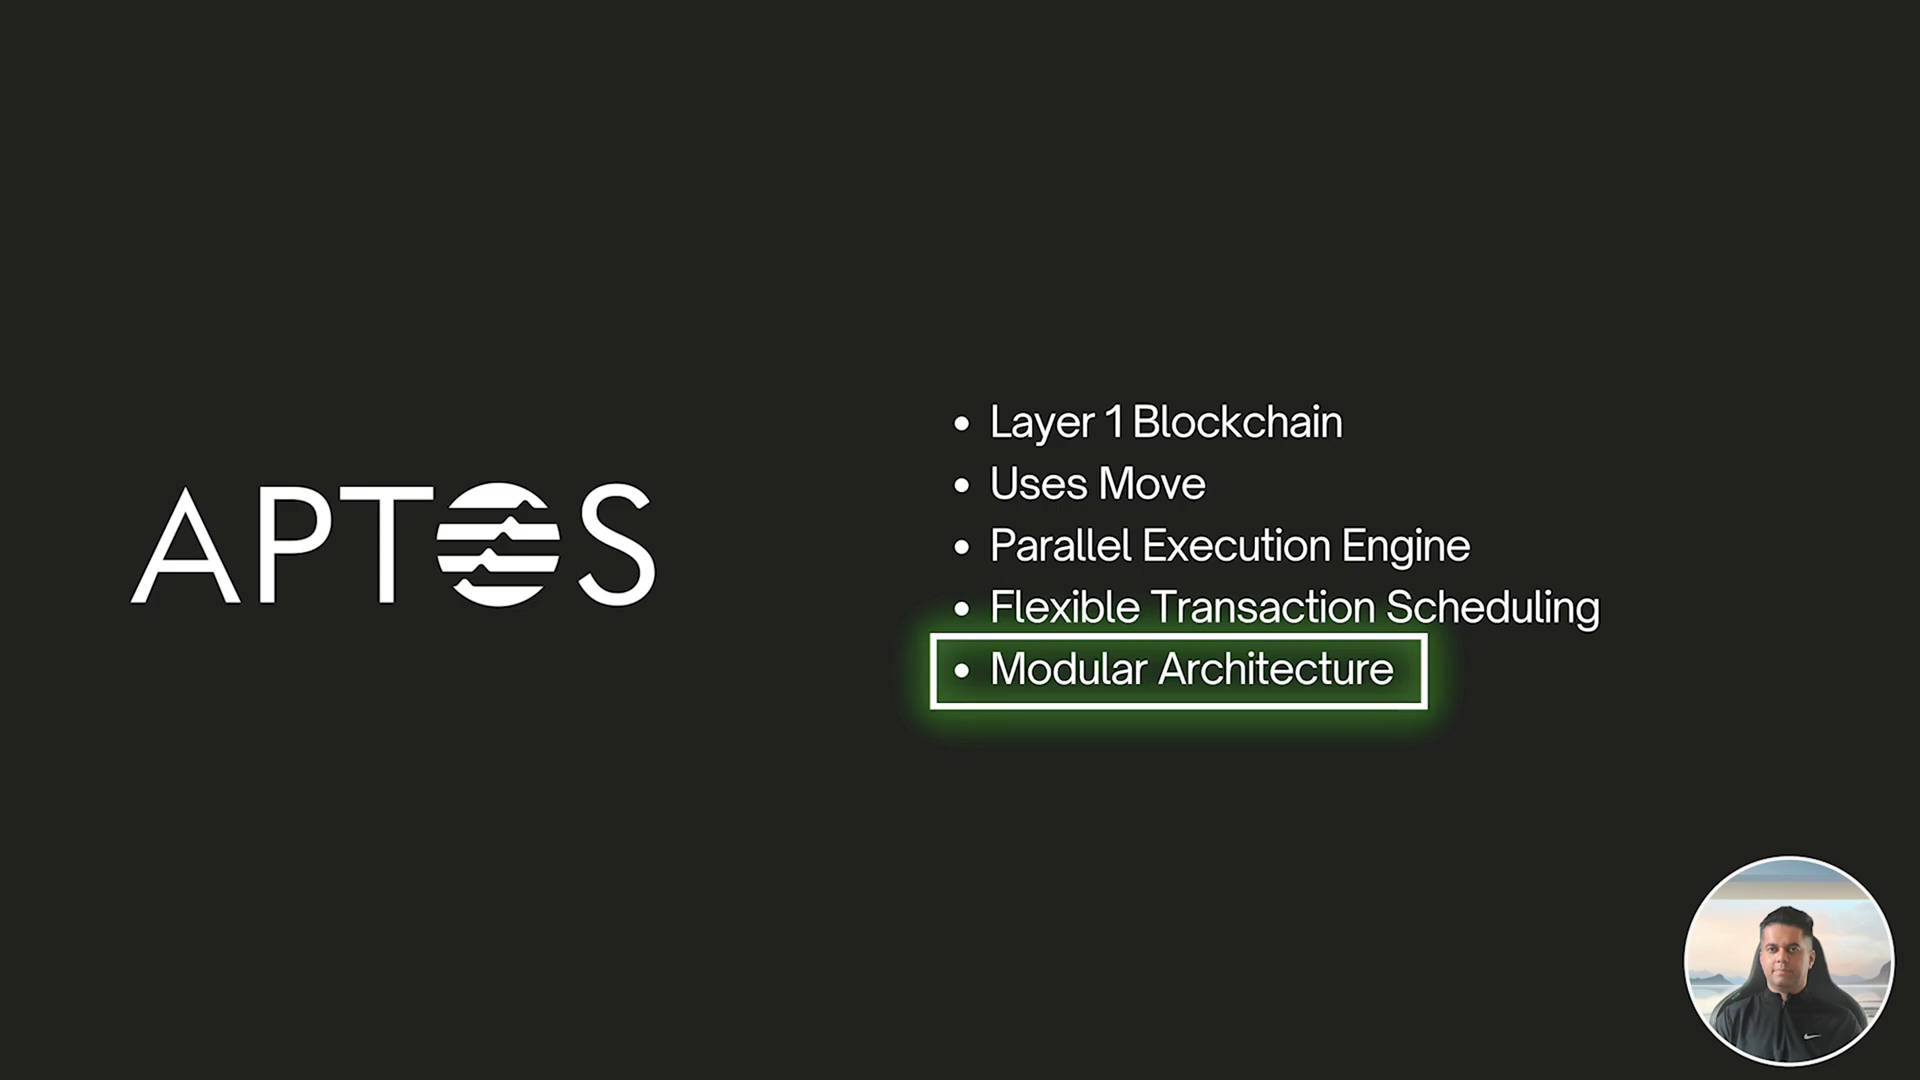 APTOS
Layer 1 Blockchain
Uses Move
Parallel Execution Engine
Flexible Transaction Scheduling
Modular Architecture